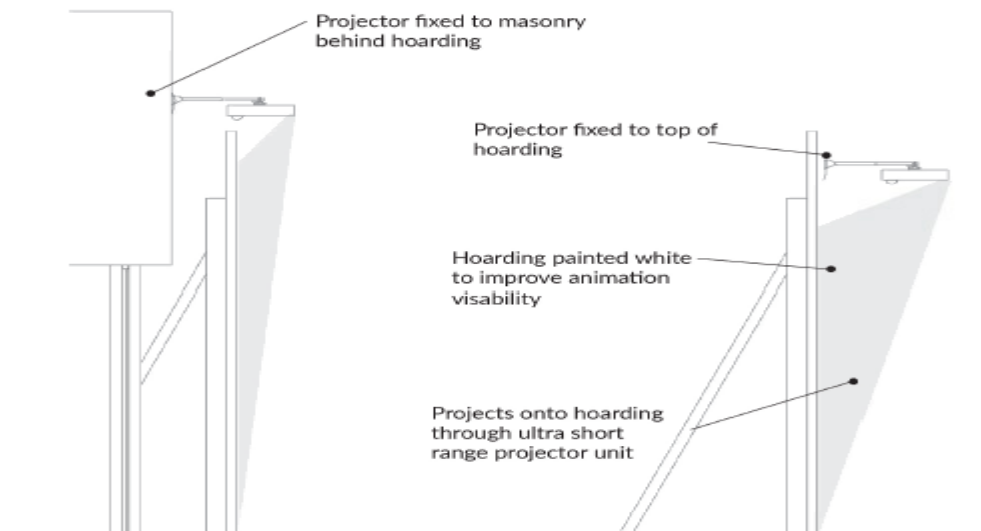 Projector fixed to masonry
behind hoarding
Projector fixed to top of
hoarding
Hoarding painted white
to improve animation
visability
Projects onto hoarding
through ultra short
range projector unit